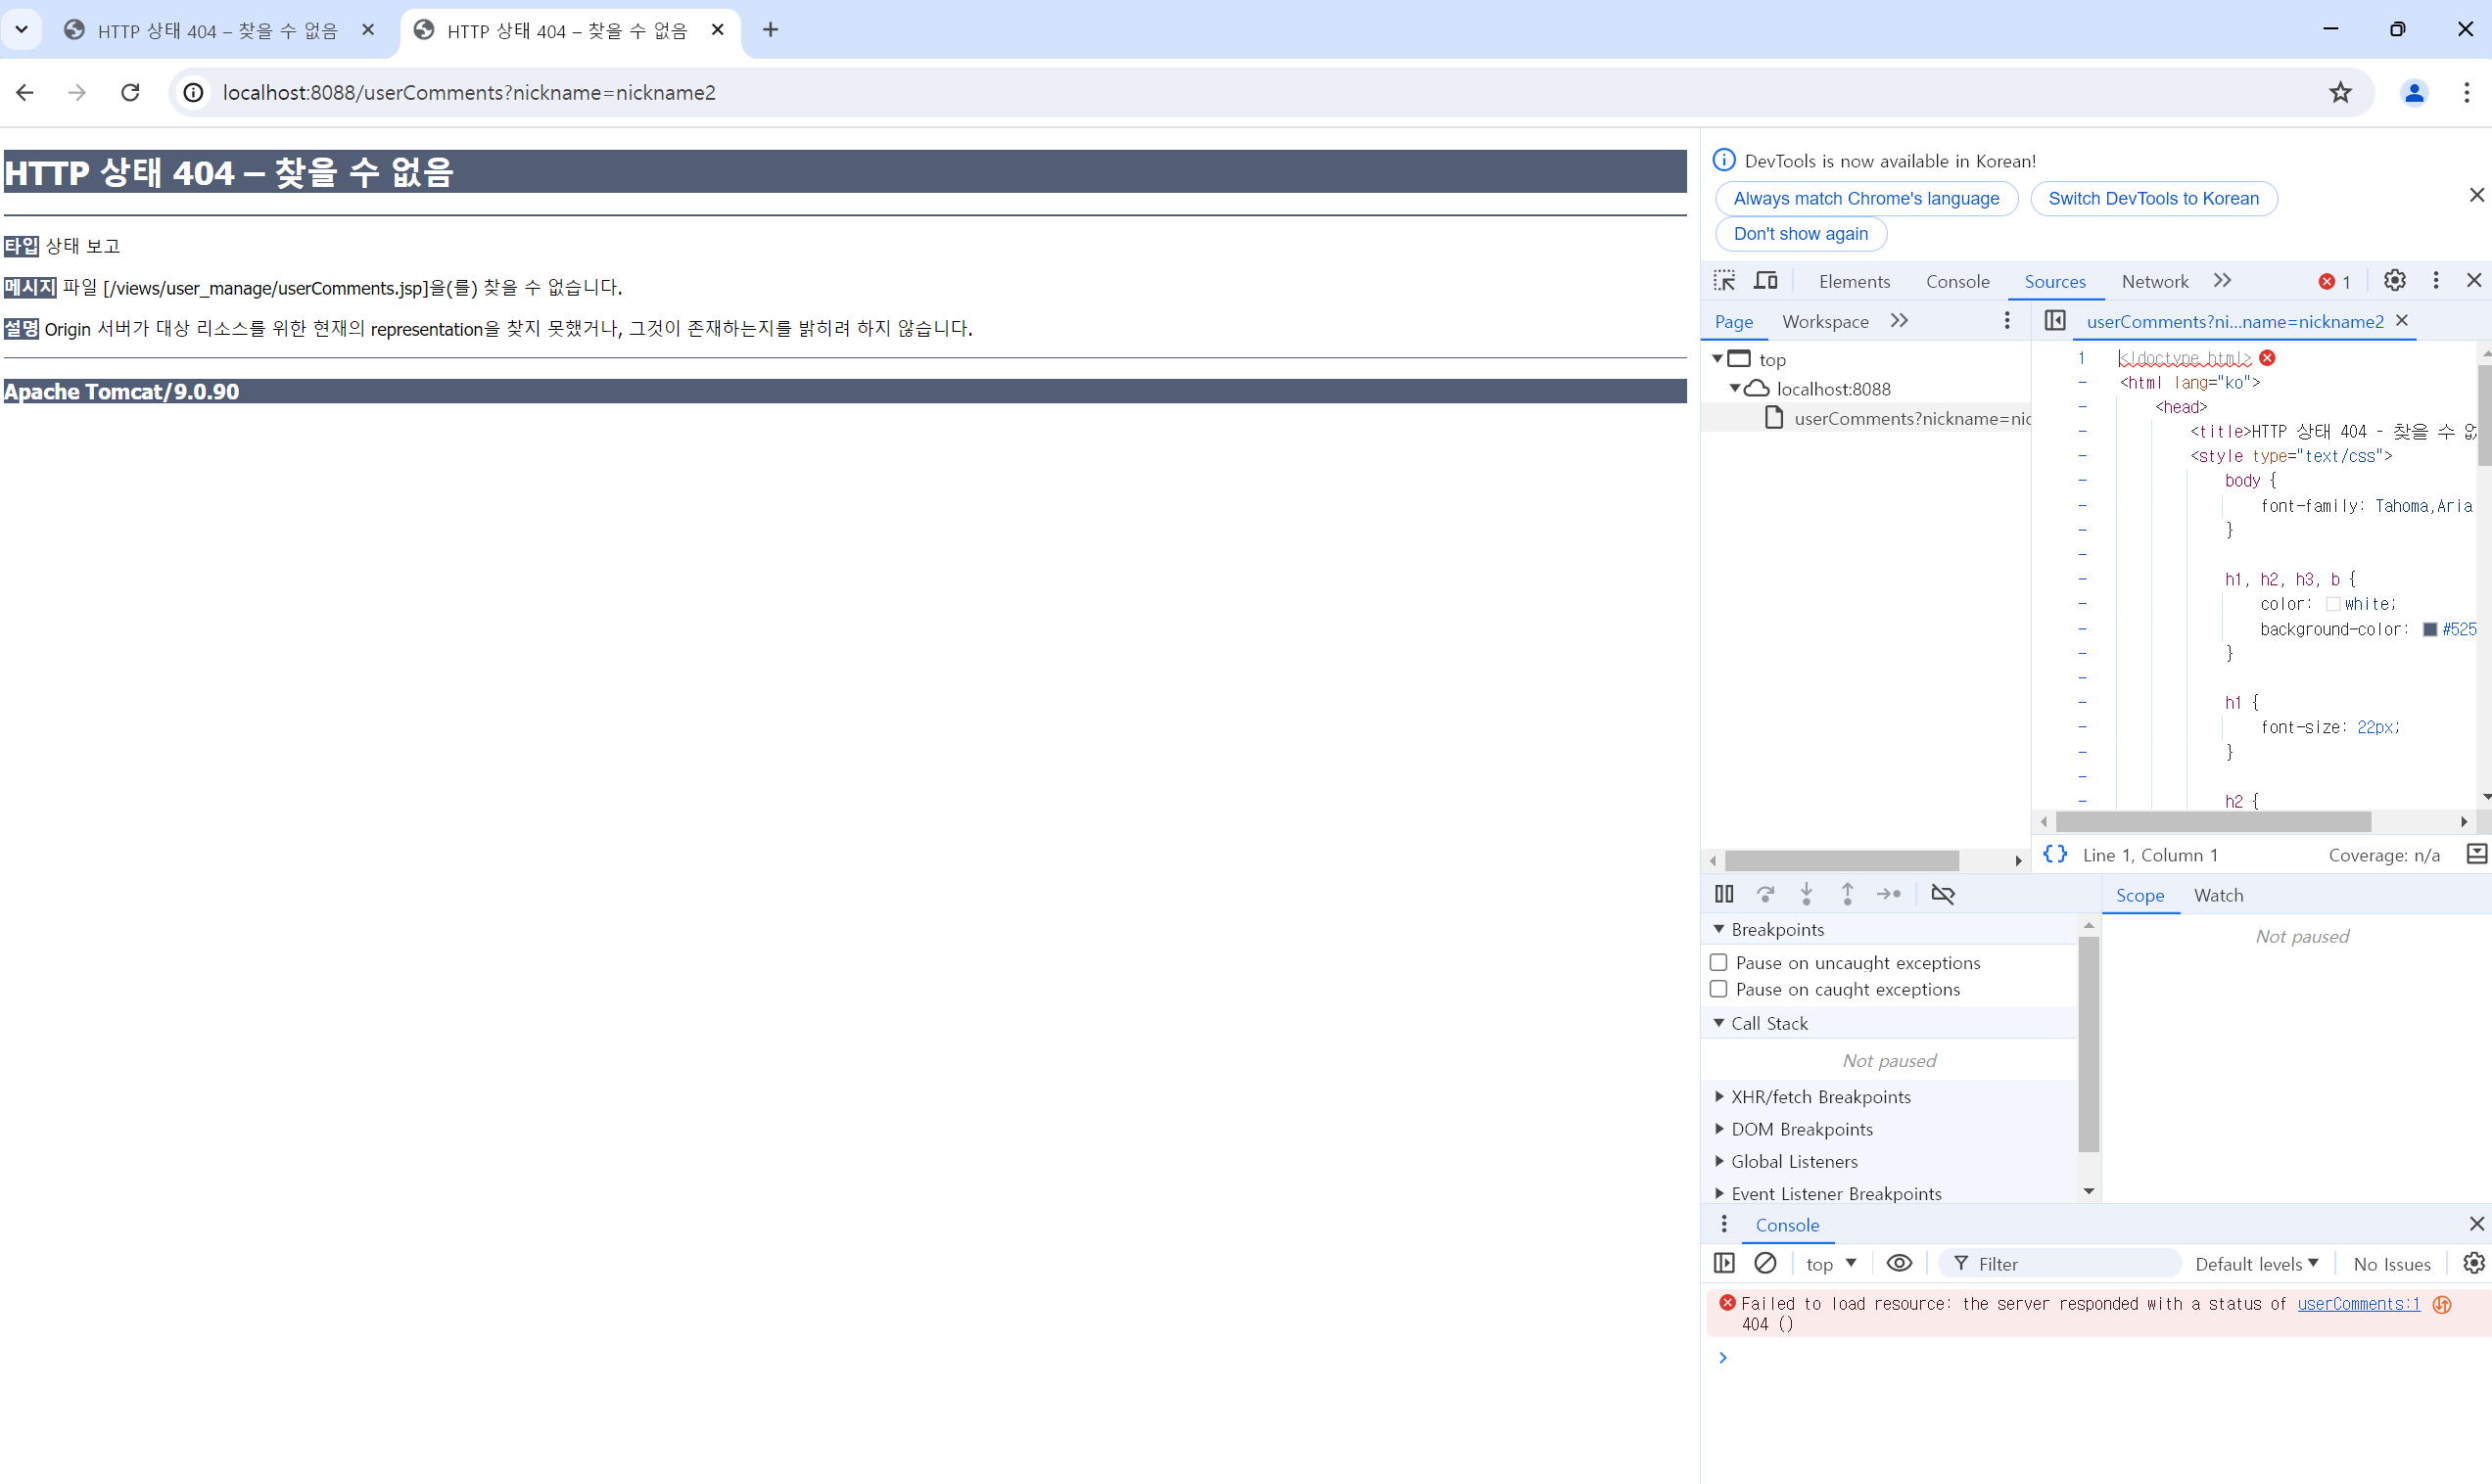 HTTP 상태 404 – 찾을 수 없음
HTTP 상태 404 – 찾을 수 없음
localhost:8088/userComments?nickname=nickname2
HTTP 상태 404 – 찾을 수 없음
타입 상태 보고
메시지 파일 [/views/user_manage/userComments.jsp]을(를) 찾을 수 없습니다.
설명 Origin 서버가 대상 리소스를 위한 현재의 representation을 찾지 못했거나, 그것이 존재하는지를 밝히려 하지 않습니다.
Apache Tomcat/9.0.90
DevTools is now available in Korean!
Always match Chrome's language
Switch DevTools to Korean
Don't show again
Elements Console Sources Network 1
Page Workspace
top
localhost:8088
userComments?nickname=nic
userComments?ni...name=nickname2
1 <!doctype html>
- <html lang="ko">
- <head>
- <title>HTTP 상태 404 - 찾을 수
- <style type="text/css">
- body {
- font-family: Tahoma,Aria
- }
-
- h1, h2, h3, b {
- color: white;
- background-color: #525
- }
-
- h1 {
- font-size: 22px;
- }
-
- h2 {
{} Line 1, Column 1 Coverage: n/a
Breakpoints
Pause on uncaught exceptions
Pause on caught exceptions
Call Stack
Not paused
XHR/fetch Breakpoints
DOM Breakpoints
Global Listeners
Event Listener Breakpoints
Scope Watch
Not paused
Console
top Filter Default levels No Issues
Failed to load resource: the server responded with a status of userComments:1
404 ()